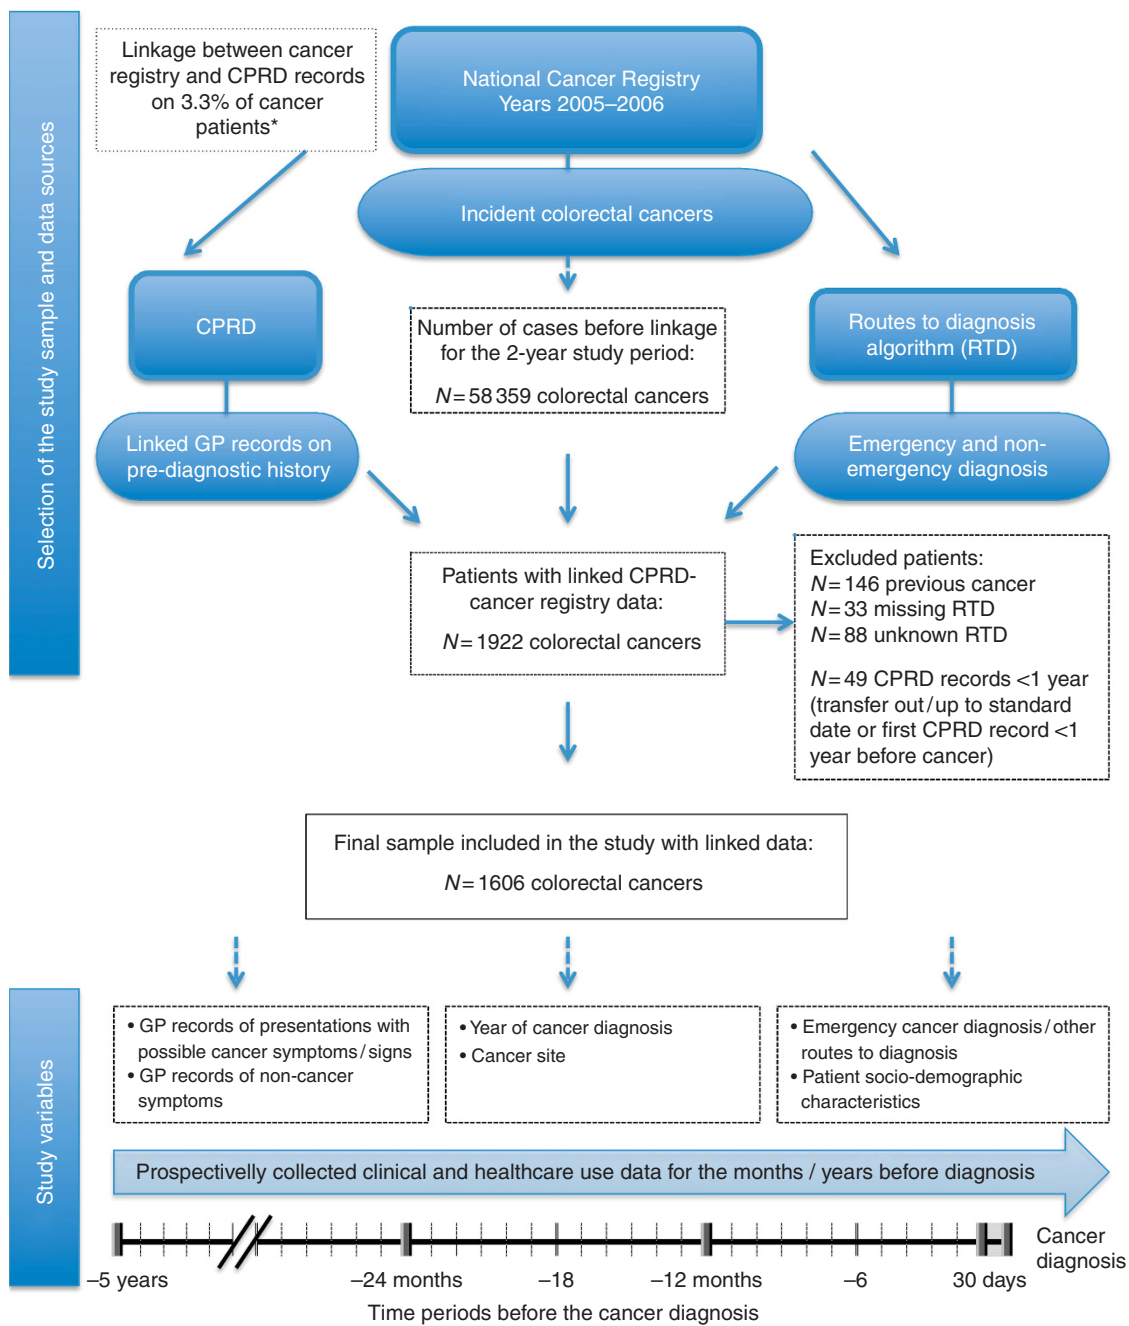 Selection of the study sample and data sources
Linkage between cancer
registry and CPRD records
on 3.3% of cancer
patients*
National Cancer Registry
Years 2005–2006
Incident colorectal cancers
CPRD
Number of cases before linkage
for the 2-year study period:
N = 58 359 colorectal cancers
Routes to diagnosis
algorithm (RTD)
Linked GP records on
pre-diagnostic history
Emergency and non-
emergency diagnosis
Patients with linked CPRD-
cancer registry data:
N = 1922 colorectal cancers
Excluded patients:
N = 146 previous cancer
N = 33 missing RTD
N = 88 unknown RTD
N = 49 CPRD records <1 year
(transfer out/up to standard
date or first CPRD record <1
year before cancer)
Final sample included in the study with linked data:
N = 1606 colorectal cancers
Study variables
• GP records of presentations with
possible cancer symptoms/signs
• GP records of non-cancer
symptoms
• Year of cancer diagnosis
• Cancer site
• Emergency cancer diagnosis/other
routes to diagnosis
• Patient socio-demographic
characteristics
Prospectivelly collected clinical and healthcare use data for the months / years before diagnosis
Cancer
diagnosis
–5 years
–24 months
–18
–12 months
–6
30 days
Time periods before the cancer diagnosis